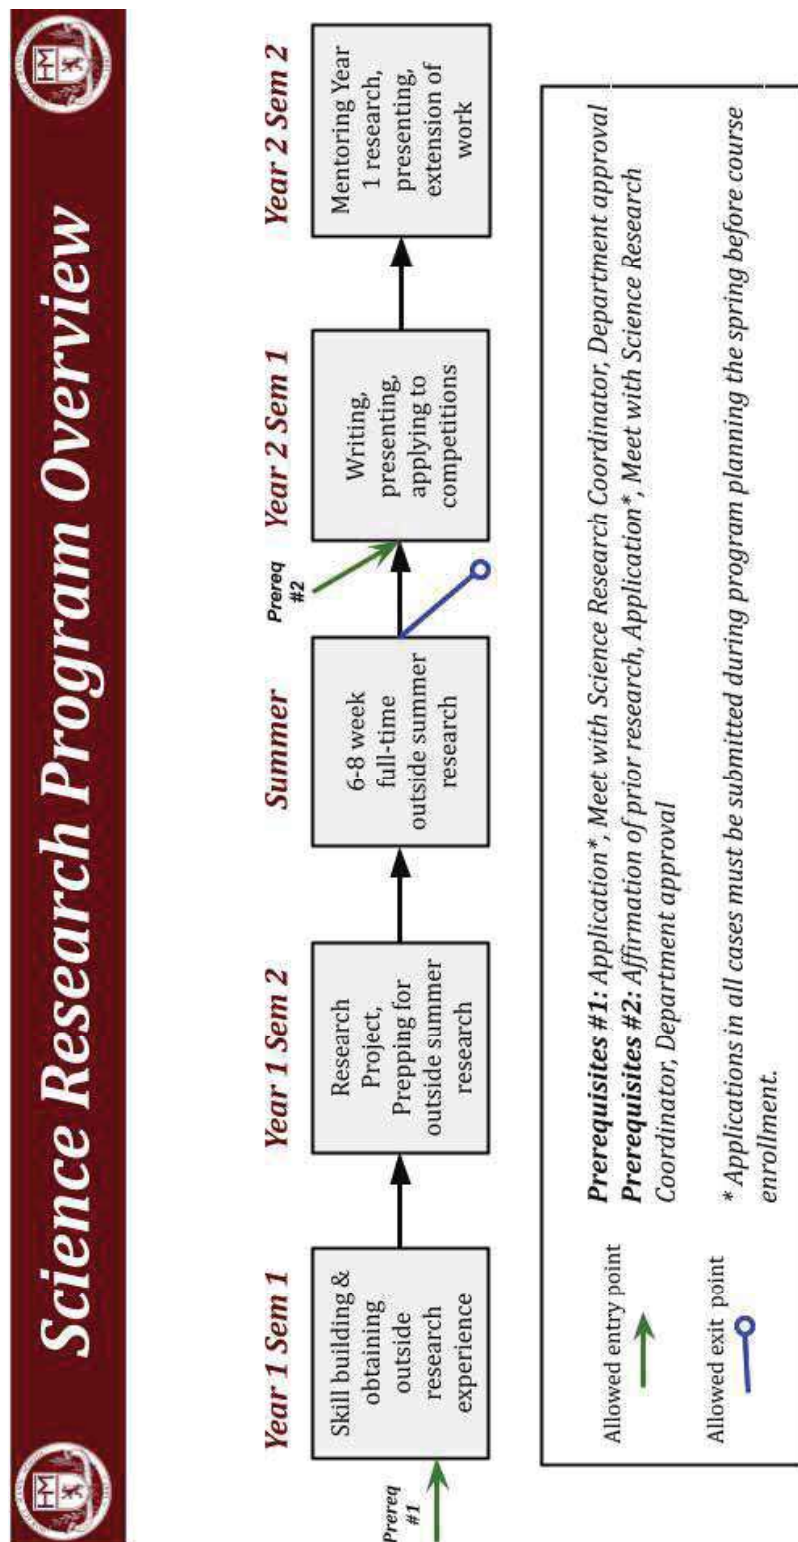 Science Research Program Overview
Year 1 Sem 1
Skill building &
obtaining
outside
research
experience
Prereq
#1
Year 1 Sem 2
Research
Project,
Prepping for
outside summer
research
Summer
6-8 week
full-time
outside summer
research
Prereq
#2
Year 2 Sem 1
Writing,
presenting,
applying to
competitions
Year 2 Sem 2
Mentoring Year
1 research,
presenting,
extension of
work
Allowed entry point
Allowed exit point
Prerequisites #1: Application*, Meet with Science Research Coordinator, Department approval
Prerequisites #2: Affirmation of prior research, Application*, Meet with Science Research
Coordinator, Department approval
* Applications in all cases must be submitted during program planning the spring before course
enrollment.
HM
HM